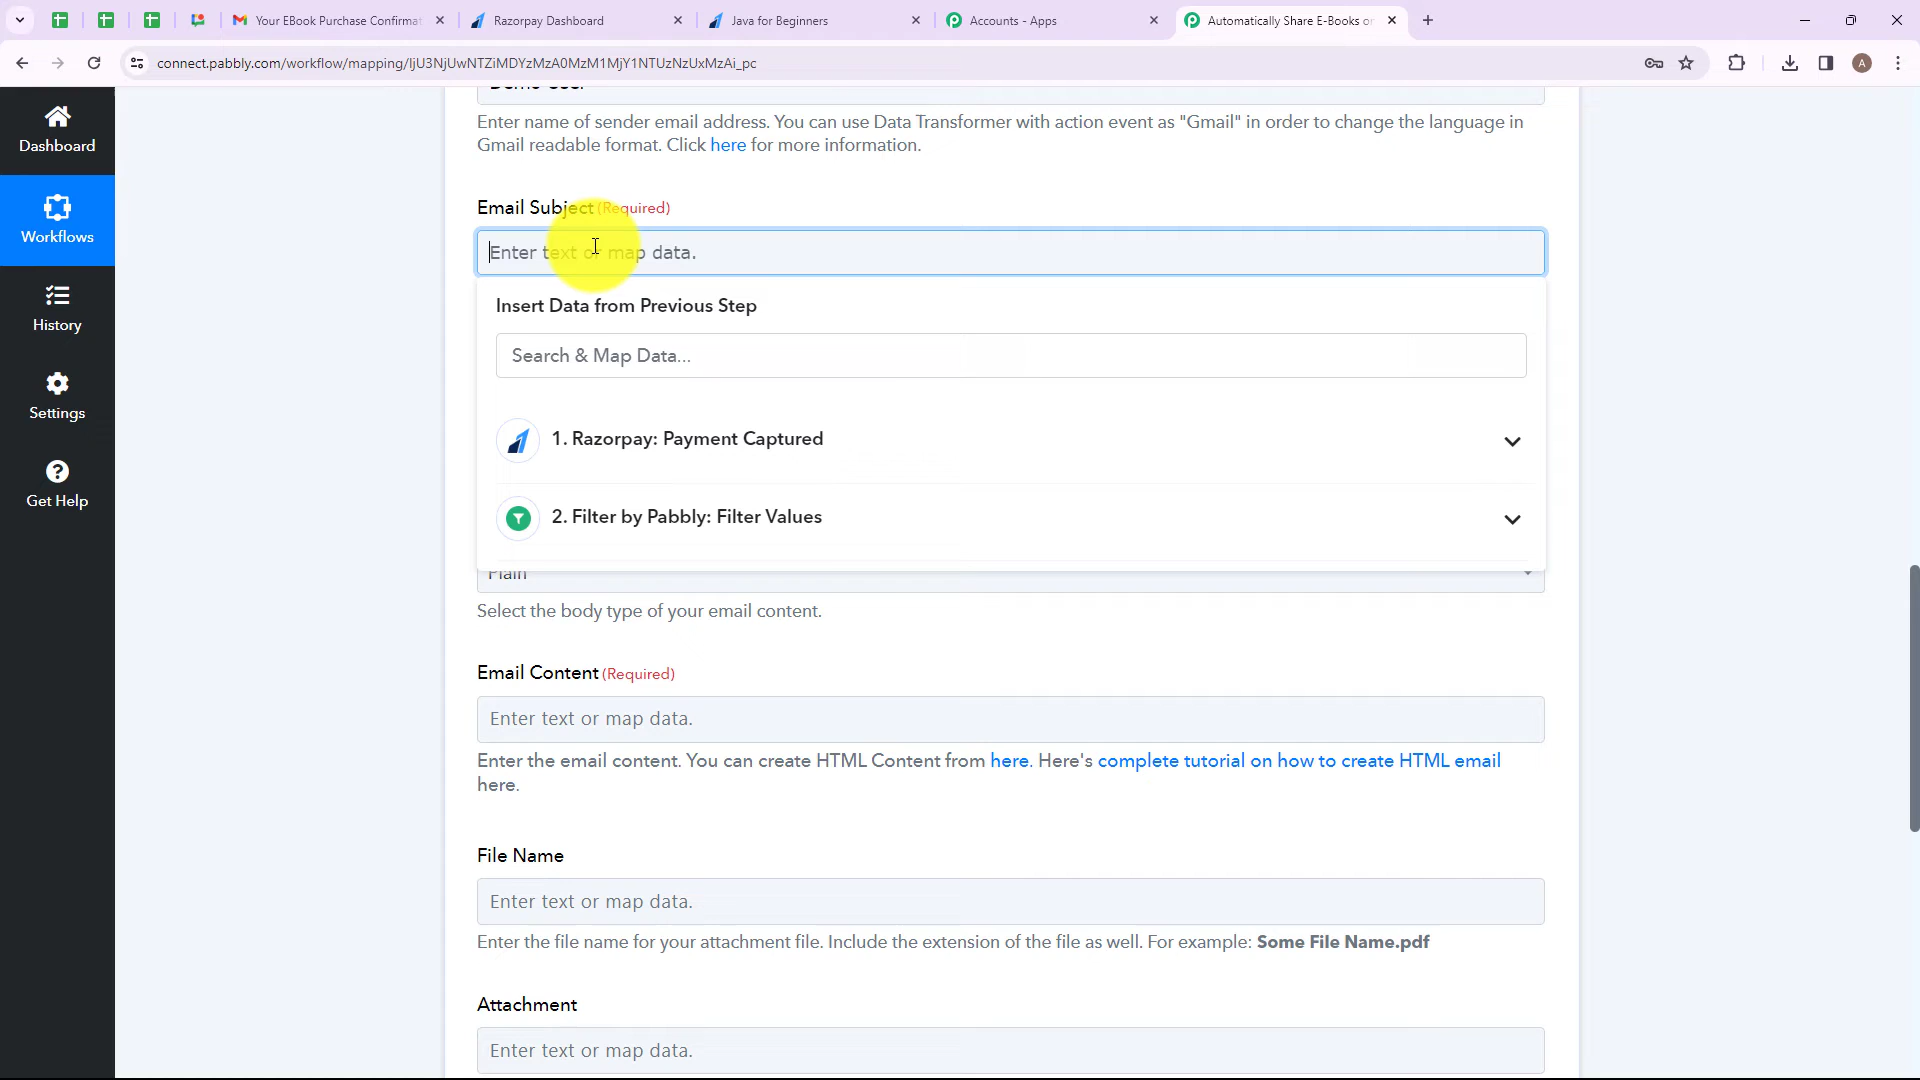 Your EBook Purchase Confirmat
Razorpay Dashboard
Java for Beginners
Accounts - Apps
Automatically Share E-Books or
connect.pabbly.com/workflow/mapping/IjU3NjUwNTZiMDYzMzA0MzM1MjY1NTUzNzUxMzAi_pc
A
Dashboard
Workflows
History
Settings
Get Help
Demo User
Enter name of sender email address. You can use Data Transformer with action event as "Gmail" in order to change the language in
Gmail readable format. Click here for more information.
Email Subject (Required)
Enter text or map data.
Insert Data from Previous Step
Search & Map Data...
1. Razorpay: Payment Captured
2. Filter by Pabbly: Filter Values
Plain
Select the body type of your email content.
Email Content (Required)
Enter text or map data.
Enter the email content. You can create HTML Content from here. Here's complete tutorial on how to create HTML email
here.
File Name
Enter text or map data.
Enter the file name for your attachment file. Include the extension of the file as well. For example: Some File Name.pdf
Attachment
Enter text or map data.